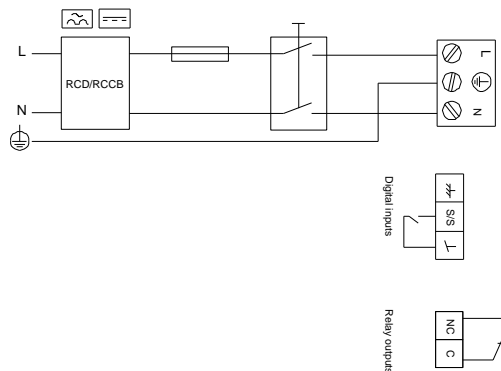 L
RCD/RCCB
N
L
N
Digital inputs
S/S
Relay outputs
NC
C